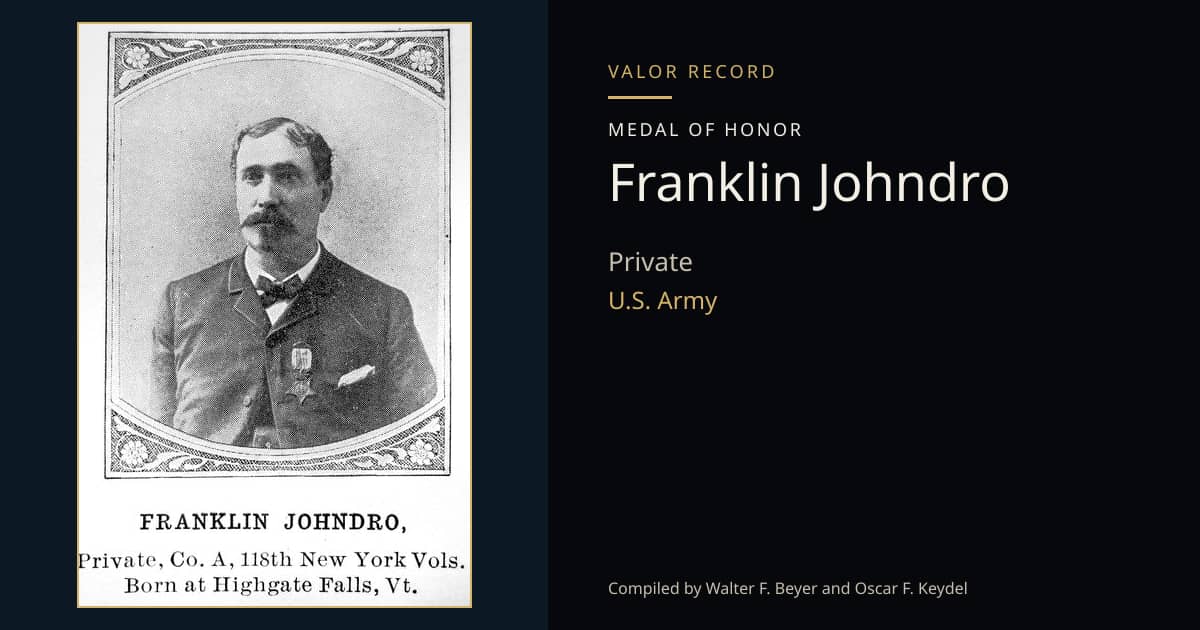 FRANKLIN JOHNDRO,
Private, Co. A, 118th New York Vols.
Born at Highgate Falls, Vt.
VALOR RECORD
MEDAL OF HONOR
Franklin Johndro
Private
U.S. Army
Compiled by Walter F. Beyer and Oscar F. Keydel